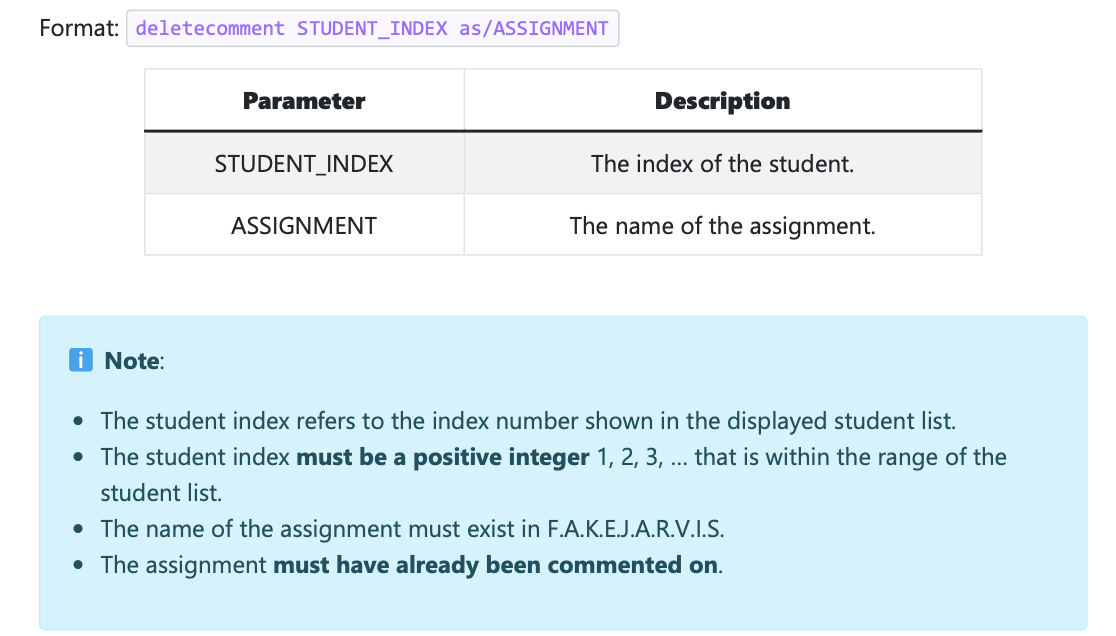 Format: deletecomment STUDENT_INDEX as/ASSIGNMENT
Parameter Description
STUDENT_INDEX The index of the student.
ASSIGNMENT The name of the assignment.
i Note:
• The student index refers to the index number shown in the displayed student list.
• The student index must be a positive integer 1, 2, 3, … that is within the range of the
student list.
• The name of the assignment must exist in F.A.K.E.J.A.R.V.I.S.
• The assignment must have already been commented on.